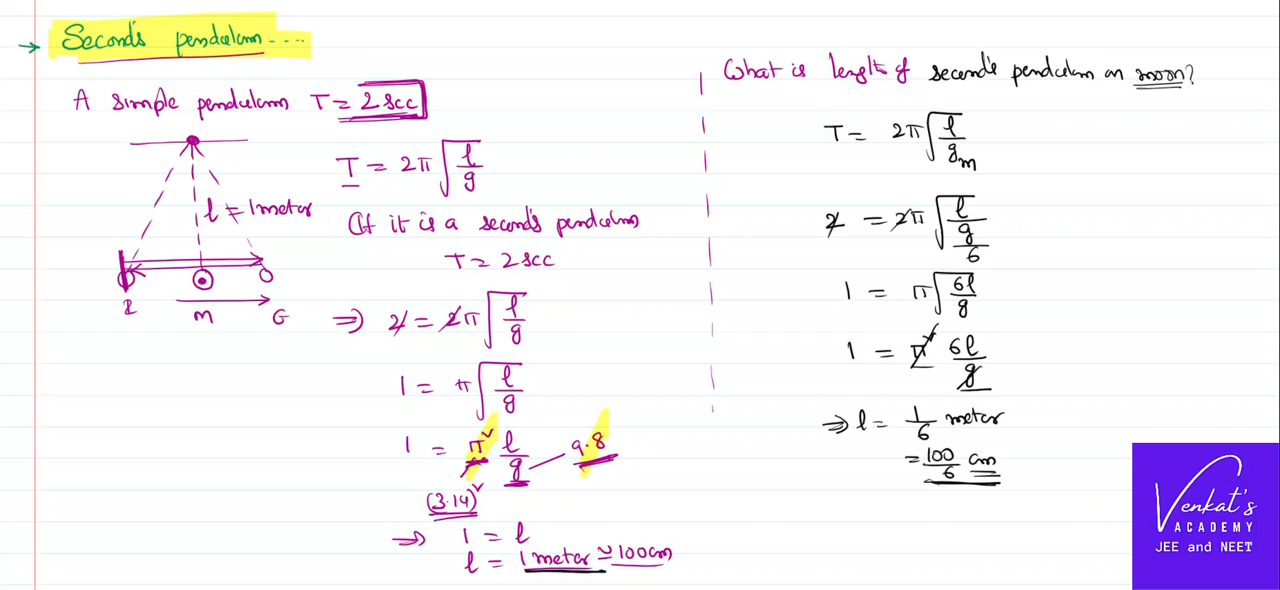 → Second's pendulum ....
A simple pendulum T = 2 sec
T = 2π √(l/g)
l = 1 meter
If it is a second's pendulum
T = 2 sec
M G
⇒ 2 = 2π √(l/g)
1 = π √(l/g)
1 = π² l/g 9.8
(3.14)²
⇒ 1 = l
l = 1 meter ≃ 100 cm
What is length of second's pendulum on moon?
T = 2π √(l/gm)
2 = 2π √(l/(g/6))
1 = π √(6l/g)
1 = π² 6l/g
⇒ l = 1/6 meter
= 100/6 cm
Venkat's
ACADEMY
JEE and NEET